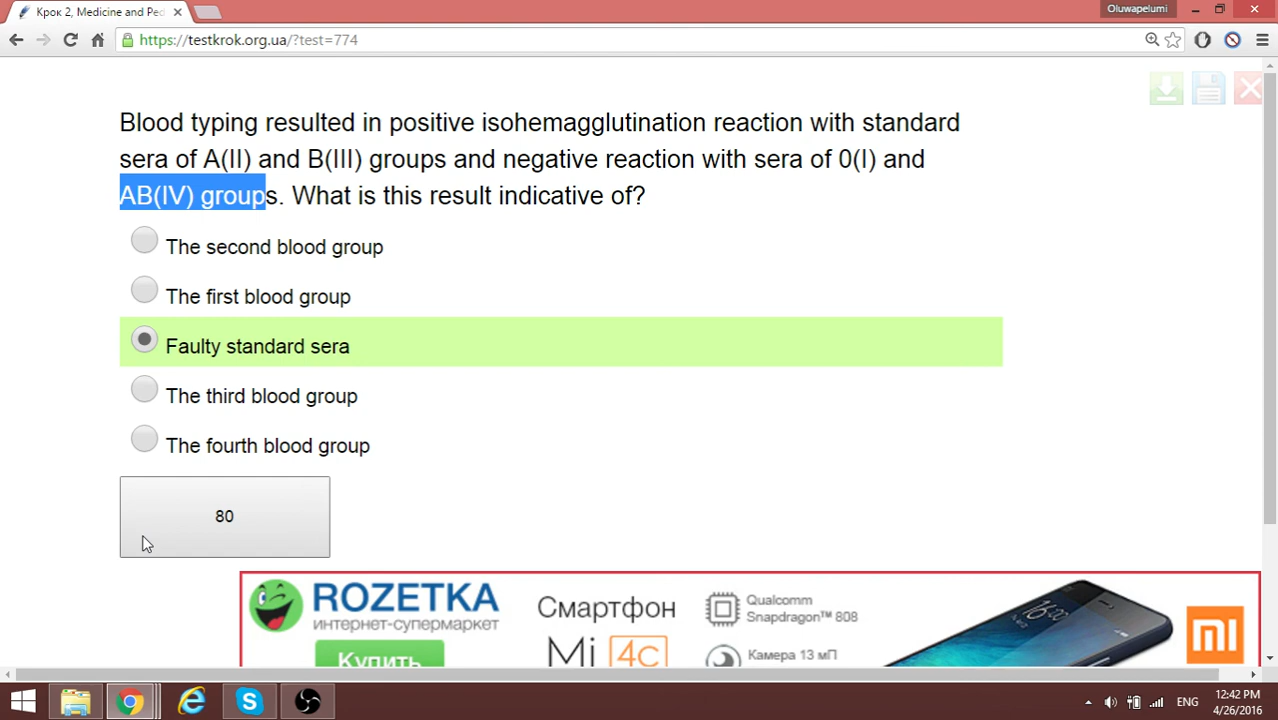 Крок 2, Medicine and Ped
Oluwapelumi
https://testkrok.org.ua/?test=774
Blood typing resulted in positive isohemagglutination reaction with standard
sera of A(II) and B(III) groups and negative reaction with sera of 0(I) and
AB(IV) groups. What is this result indicative of?
The second blood group
The first blood group
Faulty standard sera
The third blood group
The fourth blood group
80
ROZETKA
интернет-супермаркет
Купить
Смартфон
Mi 4c
Qualcomm
Snapdragon™ 808
Камера 13 мП
16:20
mi
ENG
12:42 PM
4/26/2016